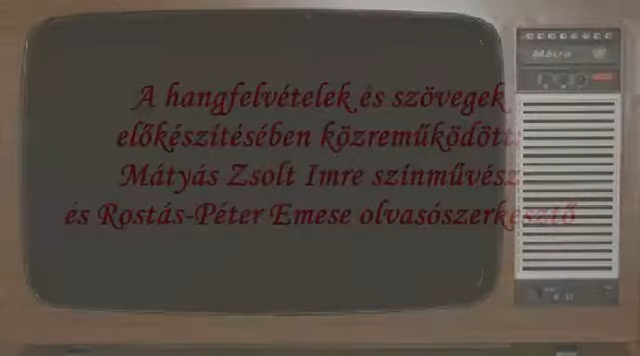 A hangfelvételek és szövegek
előkészítésében közreműködött:
Mátyás Zsolt Imre színművész
és Rostás-Péter Emese olvasószerkesztő